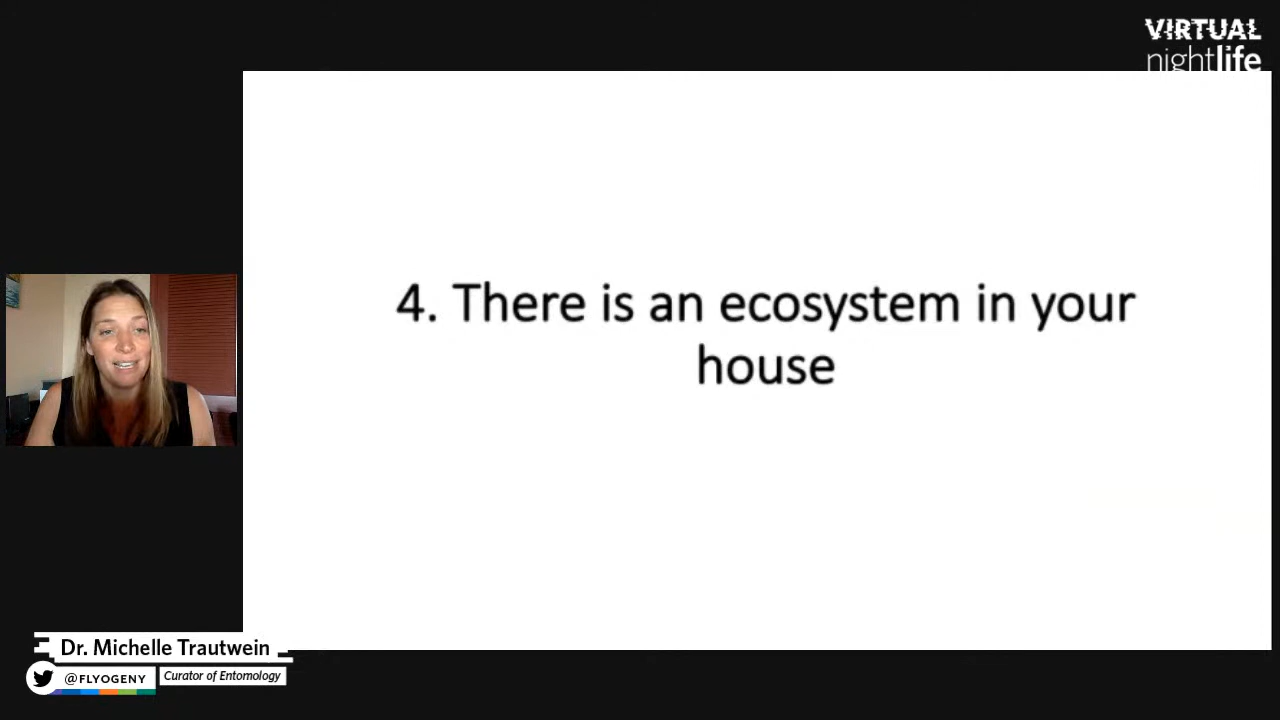 VIRTUAL
nightlife
4. There is an ecosystem in your
house
Dr. Michelle Trautwein
@FLYOGENY
Curator of Entomology